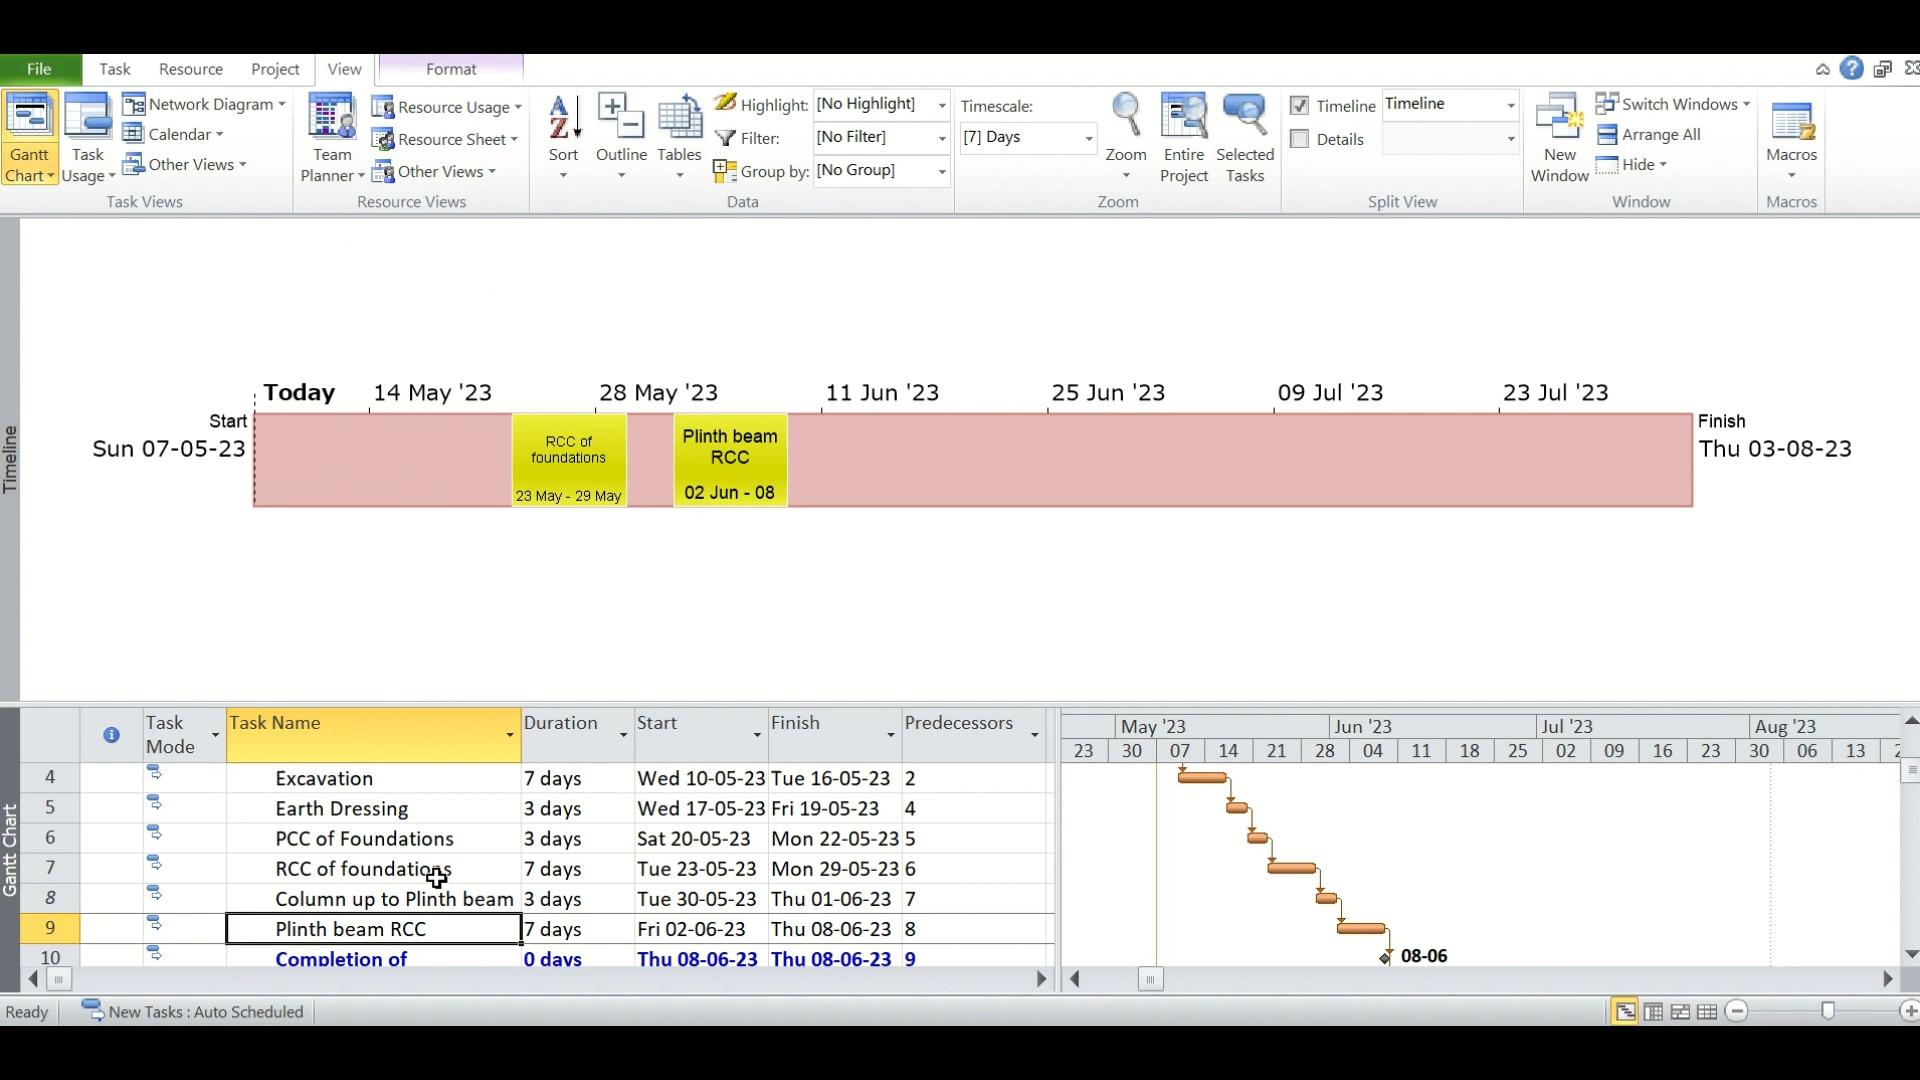 File Task Resource Project View Format
Network Diagram Resource Usage Highlight: [No Highlight] Timescale: Timeline Timeline Switch Windows
Calendar Resource Sheet Filter: [No Filter] [7] Days Details Arrange All
Other Views Other Views Group by: [No Group] Hide
Gantt Chart Task Usage Team Planner Sort Outline Tables Zoom Entire Project Selected Tasks New Window Macros
Task Views Resource Views Data Zoom Split View Window Macros
Timeline
Today 14 May '23 28 May '23 11 Jun '23 25 Jun '23 09 Jul '23 23 Jul '23
Start
Sun 07-05-23
RCC of
foundations
23 May - 29 May
Plinth beam
RCC
02 Jun - 08
Finish
Thu 03-08-23
Gantt Chart
Task Mode Task Name Duration Start Finish Predecessors
4 Excavation 7 days Wed 10-05-23 Tue 16-05-23 2
5 Earth Dressing 3 days Wed 17-05-23 Fri 19-05-23 4
6 PCC of Foundations 3 days Sat 20-05-23 Mon 22-05-23 5
7 RCC of foundations 7 days Tue 23-05-23 Mon 29-05-23 6
8 Column up to Plinth beam 3 days Tue 30-05-23 Thu 01-06-23 7
9 Plinth beam RCC 7 days Fri 02-06-23 Thu 08-06-23 8
10 Completion of 0 days Thu 08-06-23 Thu 08-06-23 9
May '23 Jun '23 Jul '23 Aug '23
23 30 07 14 21 28 04 11 18 25 02 09 16 23 30 06 13
08-06
Ready New Tasks : Auto Scheduled